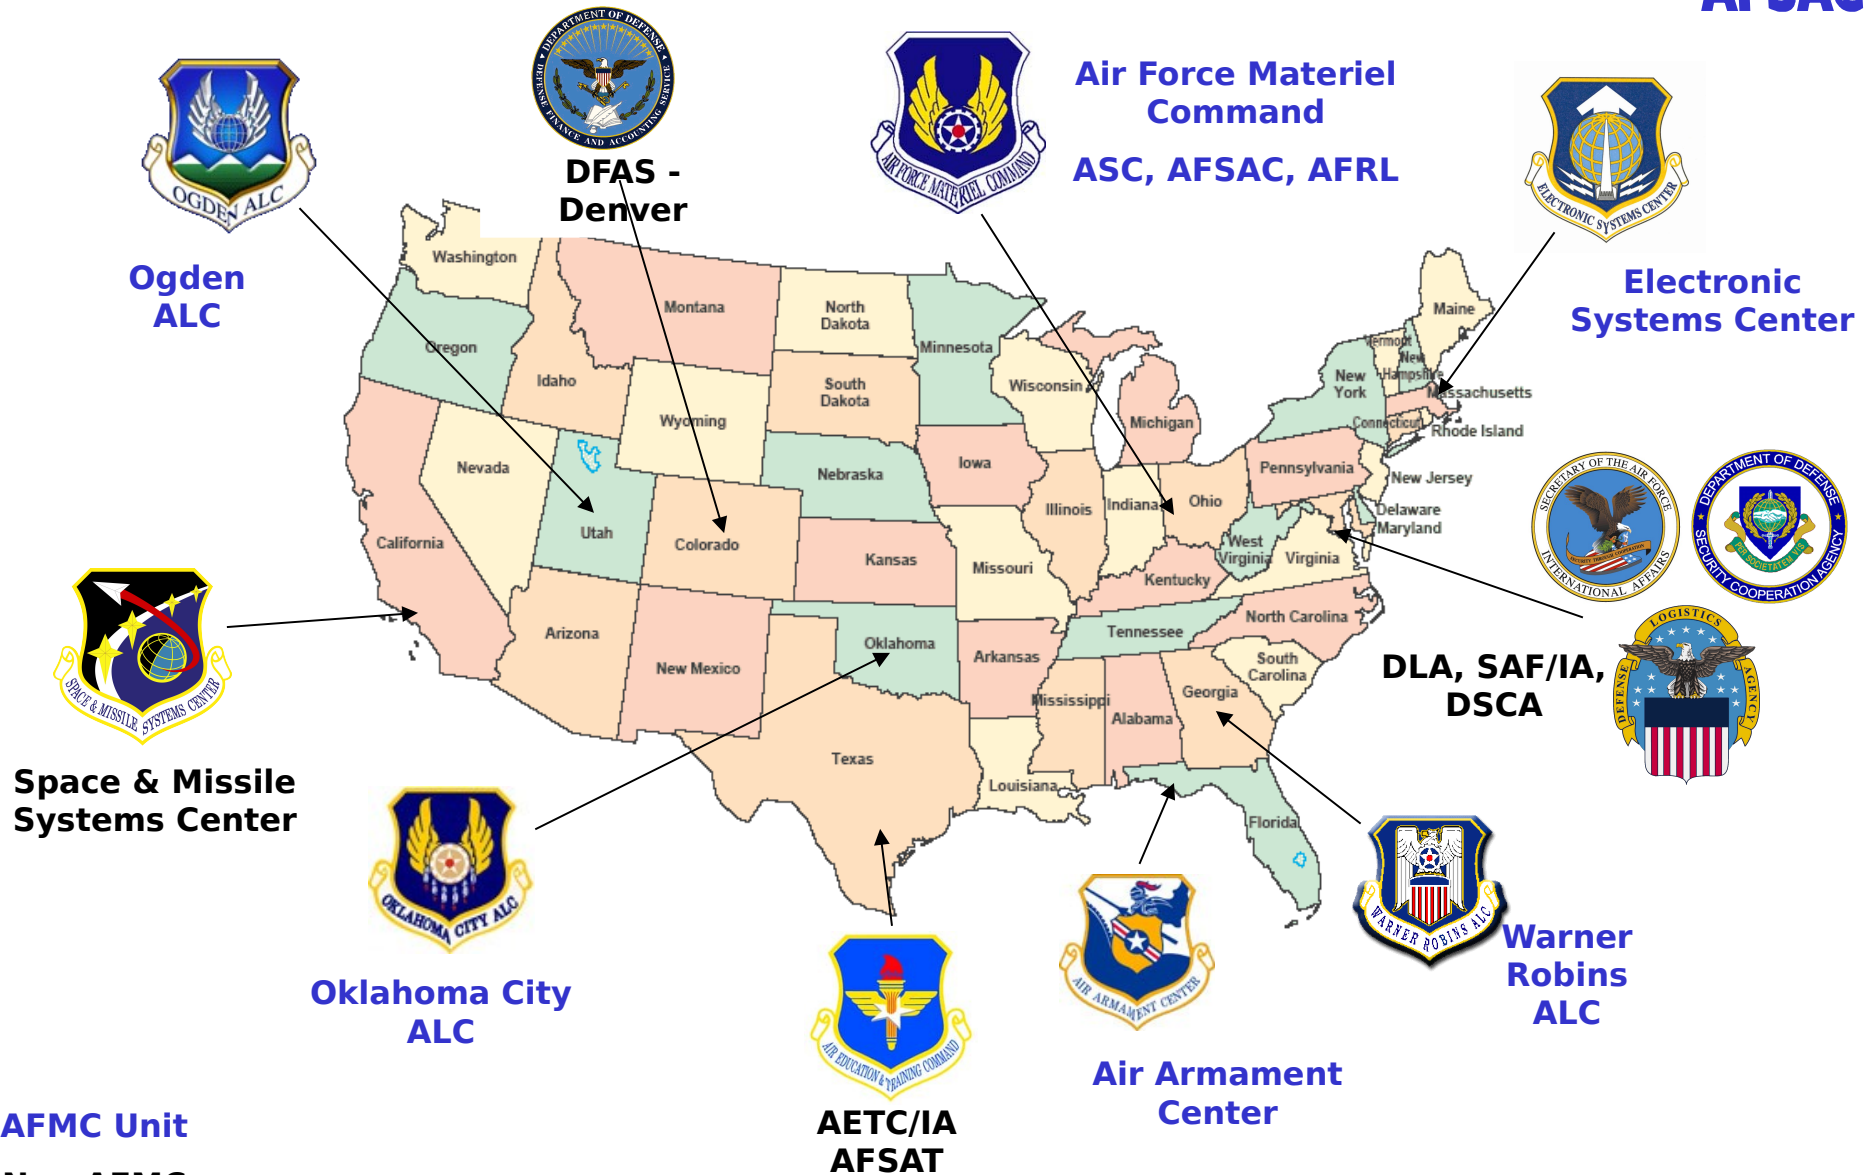 AFSAC
DEPARTMENT OF DEFENSE
DEFENSE FINANCE AND ACCOUNTING SERVICE
DFAS -
Denver
OGDEN ALC
Ogden
ALC
AIR FORCE MATERIEL COMMAND
Air Force Materiel
Command
ASC, AFSAC, AFRL
ELECTRONIC SYSTEMS CENTER
Electronic
Systems Center
Washington
Oregon
Idaho
Montana
North
Dakota
South
Dakota
Minnesota
Wisconsin
Michigan
Wyoming
Nebraska
Iowa
Nevada
Utah
California
Colorado
Kansas
Missouri
Illinois
Indiana
Ohio
Pennsylvania
New
York
Vermont
New
Hampshire
Maine
Massachusetts
Connecticut
Rhode Island
New Jersey
Delaware
Maryland
West
Virginia
Virginia
Kentucky
Tennessee
North Carolina
South
Carolina
Georgia
Alabama
Mississippi
Arkansas
Louisiana
Oklahoma
Texas
New Mexico
Arizona
Florida
SECRETARY OF THE AIR FORCE
INTERNATIONAL AFFAIRS
DEPARTMENT OF DEFENSE
SECURITY COOPERATION AGENCY
DEFENSE LOGISTICS AGENCY
DLA, SAF/IA,
DSCA
SPACE & MISSILE SYSTEMS CENTER
Space & Missile
Systems Center
OKLAHOMA CITY ALC
Oklahoma City
ALC
AIR EDUCATION & TRAINING COMMAND
AETC/IA
AFSAT
AIR ARMAMENT CENTER
Air Armament
Center
WARNER ROBINS ALC
Warner
Robins
ALC
AFMC Unit